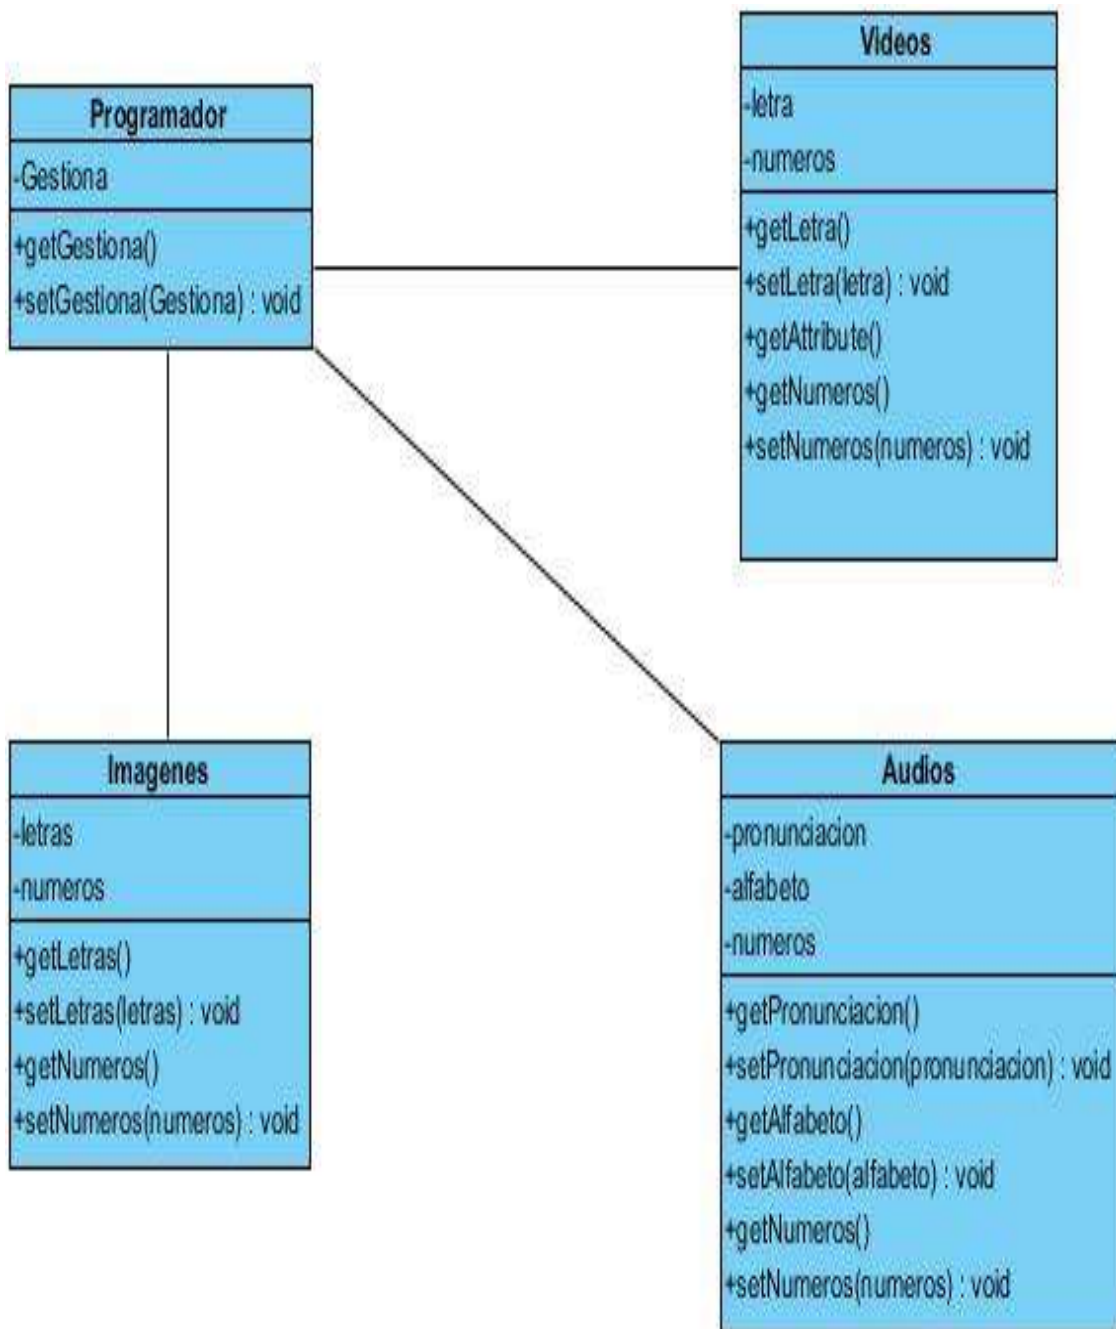 Programador
-Gestiona
+getGestiona()
+setGestiona(Gestiona) : void
Videos
-letra
-numeros
+getLetra()
+setLetra(letra) : void
+getAttribute()
+getNumeros()
+setNumeros(numeros) : void
Imagenes
-letras
-numeros
+getLetras()
+setLetras(letras) : void
+getNumeros()
+setNumeros(numeros) : void
Audios
-pronunciacion
-alfabeto
-numeros
+getPronunciacion()
+setPronunciacion(pronunciacion) : void
+getAlfabeto()
+setAlfabeto(alfabeto) : void
+getNumeros()
+setNumeros(numeros) : void